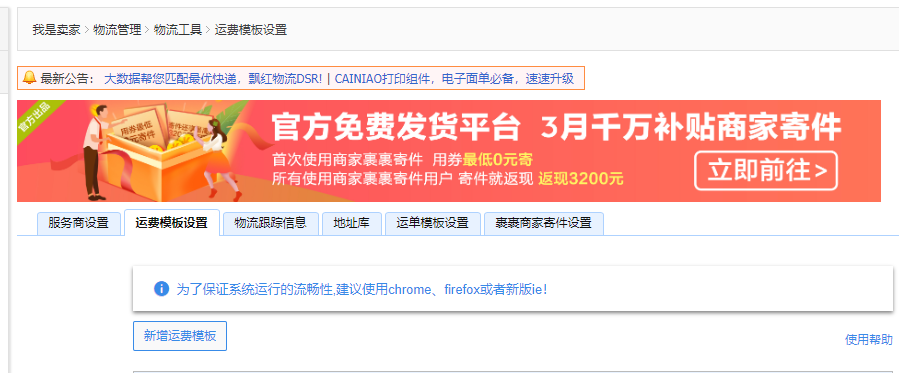 我是卖家 > 物流管理 > 物流工具 > 运费模板设置
最新公告： 大数据帮您匹配最优快递，飘红物流DSR! | CAINIAO打印组件，电子面单必备，速速升级
官方出品
用券最低
0元寄件
官方免费发货平台 3月千万补贴商家寄件
首次使用商家裹裹寄件 用券最低0元寄
所有使用商家裹裹寄件用户 寄件就返现 返现3200元
立即前往>
服务商设置 运费模板设置 物流跟踪信息 地址库 运单模板设置 裹裹商家寄件设置
为了保证系统运行的流畅性,建议使用chrome、firefox或者新版ie!
新增运费模板
使用帮助